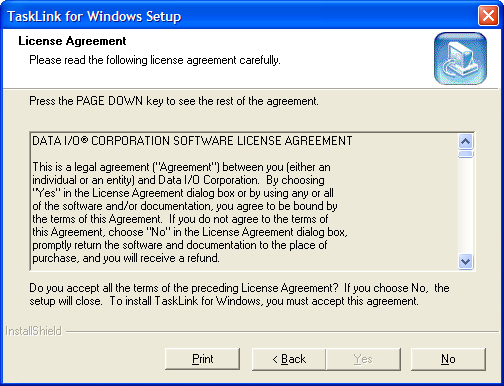 TaskLink for Windows Setup
License Agreement
Please read the following license agreement carefully.
Press the PAGE DOWN key to see the rest of the agreement.
DATA I/O® CORPORATION SOFTWARE LICENSE AGREEMENT
This is a legal agreement ("Agreement") between you (either an
individual or an entity) and Data I/O Corporation.  By choosing
"Yes" in the License Agreement dialog box or by using any or all
of the software and/or documentation, you agree to be bound by
the terms of this Agreement.  If you do not agree to the terms of
this Agreement, choose "No" in the License Agreement dialog box,
promptly return the software and documentation to the place of
purchase, and you will receive a refund.
Do you accept all the terms of the preceding License Agreement?  If you choose No,  the
setup will close.  To install TaskLink for Windows, you must accept this agreement.
InstallShield
Print < Back Yes No